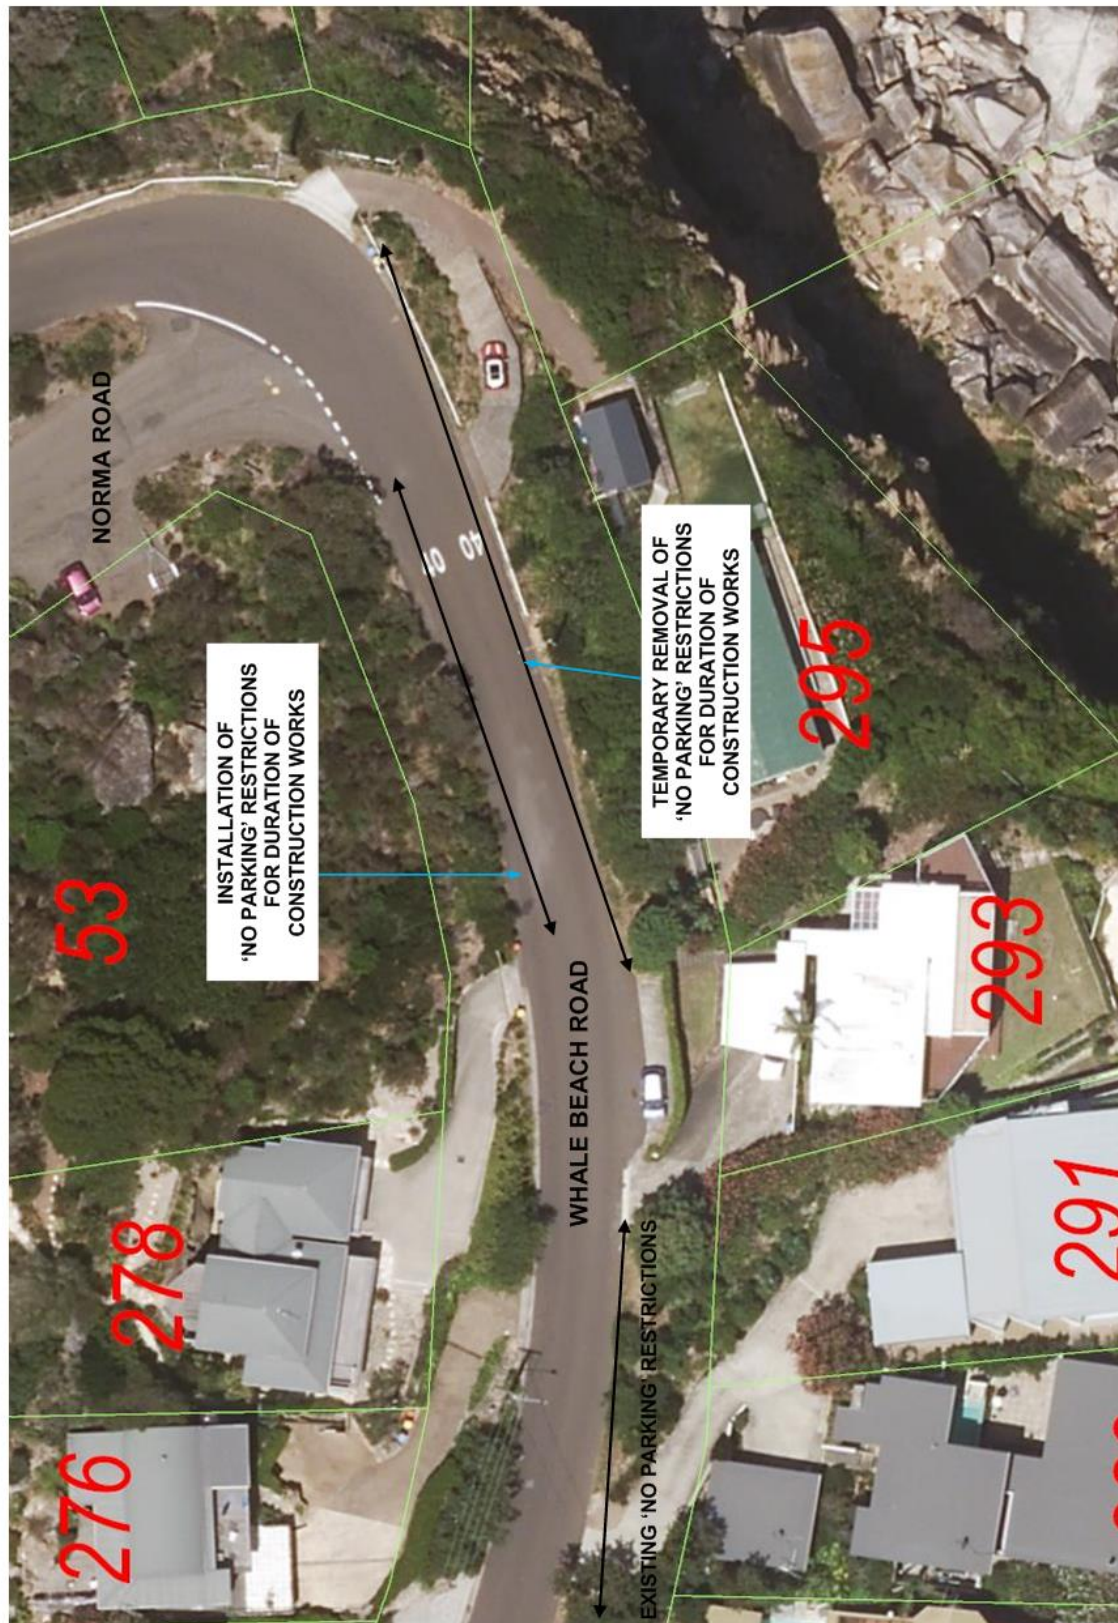 NORMA ROAD
53
INSTALLATION OF
‘NO PARKING’ RESTRICTIONS
FOR DURATION OF
CONSTRUCTION WORKS
40
TEMPORARY REMOVAL OF
‘NO PARKING’ RESTRICTIONS
FOR DURATION OF
CONSTRUCTION WORKS
295
293
WHALE BEACH ROAD
278
291
276
EXISTING ‘NO PARKING’ RESTRICTIONS